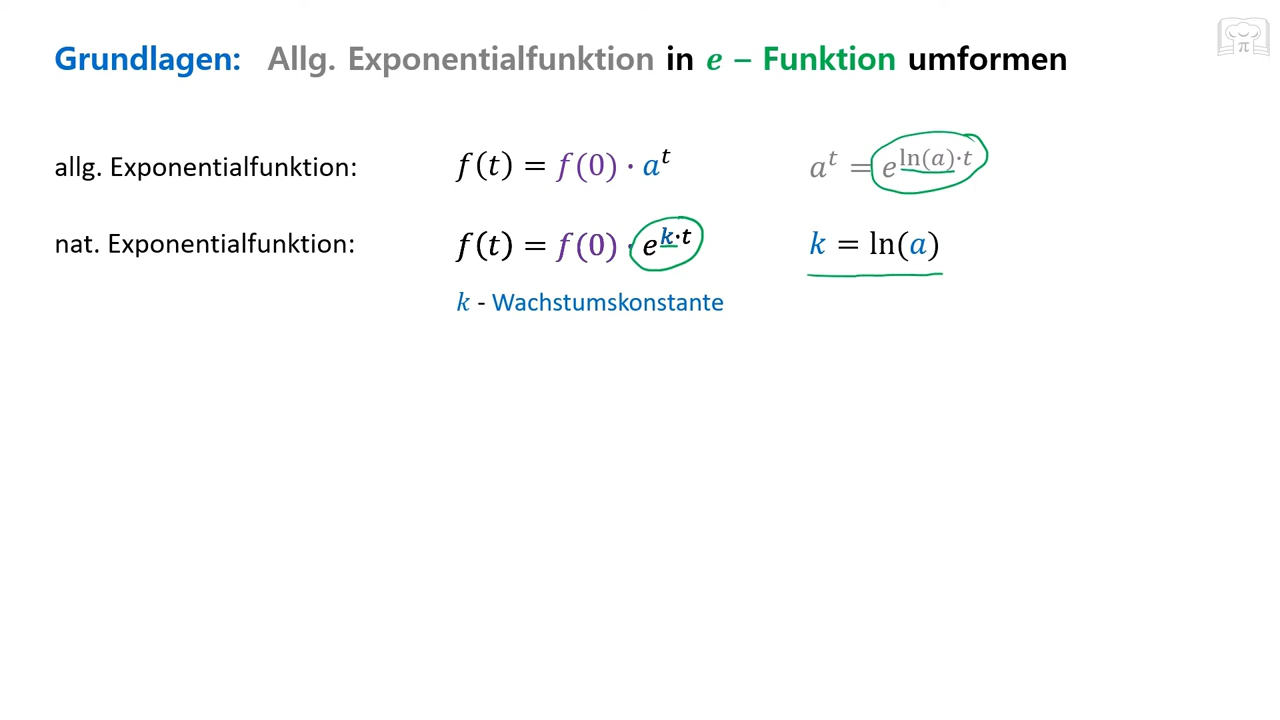 Grundlagen: Allg. Exponentialfunktion in e – Funktion umformen
allg. Exponentialfunktion: f(t) = f(0) · a^t a^t = e^{ln(a)·t}
nat. Exponentialfunktion: f(t) = f(0) · e^{k·t} k = ln(a)
k - Wachstumskonstante